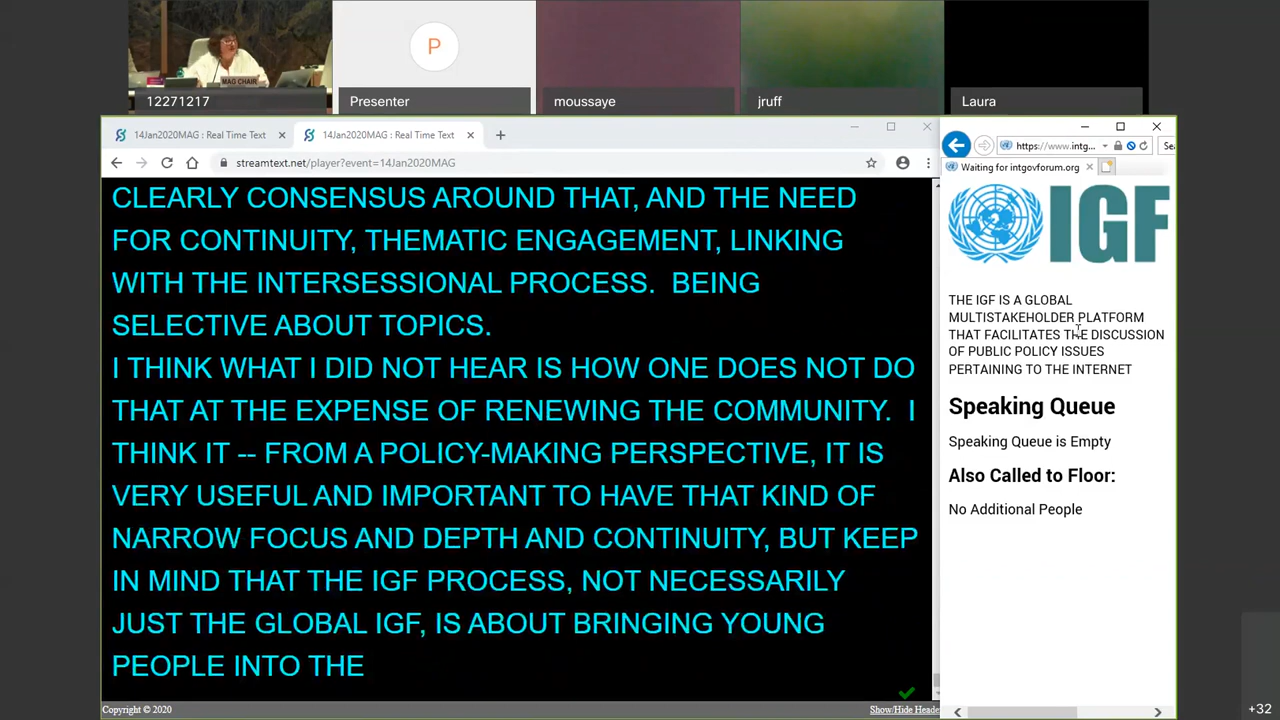 P
MAG CHAIR
12271217
Presenter
moussaye
jruff
Laura
14Jan2020MAG : Real Time Text
14Jan2020MAG : Real Time Text
streamtext.net/player?event=14Jan2020MAG
CLEARLY CONSENSUS AROUND THAT, AND THE NEED
FOR CONTINUITY, THEMATIC ENGAGEMENT, LINKING
WITH THE INTERSESSIONAL PROCESS.  BEING
SELECTIVE ABOUT TOPICS.
I THINK WHAT I DID NOT HEAR IS HOW ONE DOES NOT DO
THAT AT THE EXPENSE OF RENEWING THE COMMUNITY.  I
THINK IT -- FROM A POLICY-MAKING PERSPECTIVE, IT IS
VERY USEFUL AND IMPORTANT TO HAVE THAT KIND OF
NARROW FOCUS AND DEPTH AND CONTINUITY, BUT KEEP
IN MIND THAT THE IGF PROCESS, NOT NECESSARILY
JUST THE GLOBAL IGF, IS ABOUT BRINGING YOUNG
PEOPLE INTO THE
Copyright © 2020
Show/Hide Heade
https://www.intg...
Sea
Waiting for intgovforum.org
IGF
THE IGF IS A GLOBAL
MULTISTAKEHOLDER PLATFORM
THAT FACILITATES THE DISCUSSION
OF PUBLIC POLICY ISSUES
PERTAINING TO THE INTERNET
Speaking Queue
Speaking Queue is Empty
Also Called to Floor:
No Additional People
+32